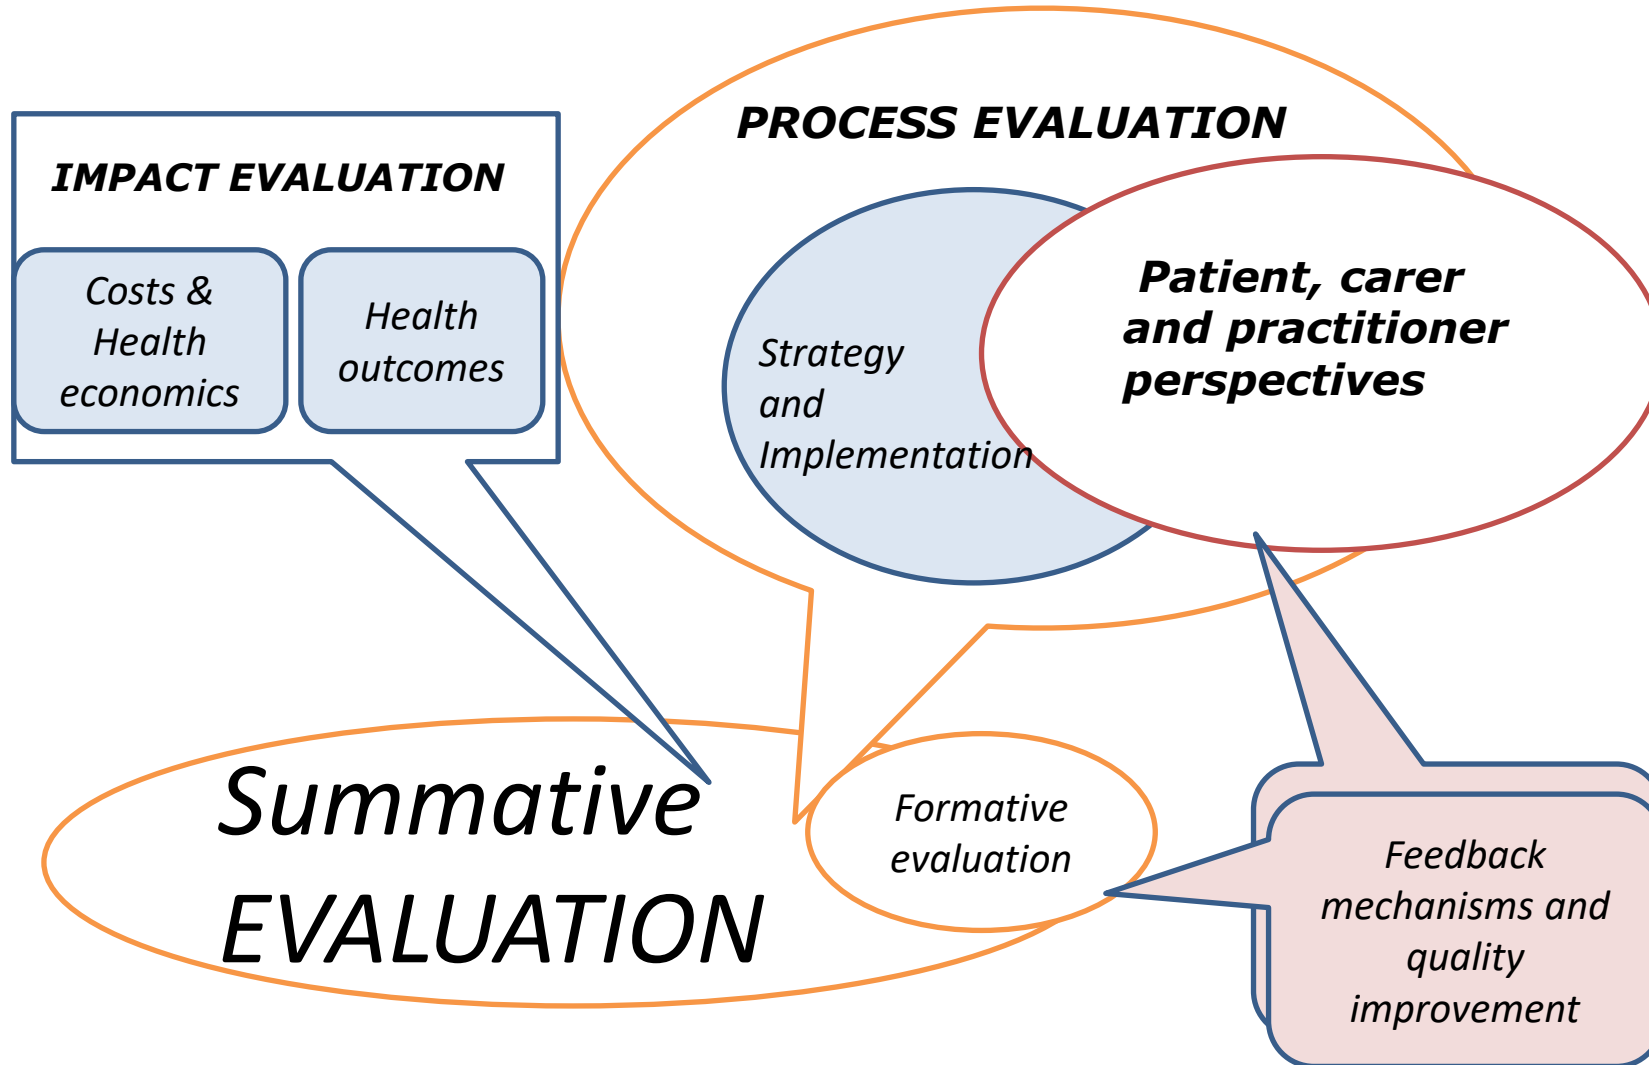 PROCESS EVALUATION
IMPACT EVALUATION
Costs &
Health
economics
Health
outcomes
Strategy
and
Implementation
Patient, carer
and practitioner
perspectives
Summative
EVALUATION
Formative
evaluation
Feedback
mechanisms and
quality
improvement